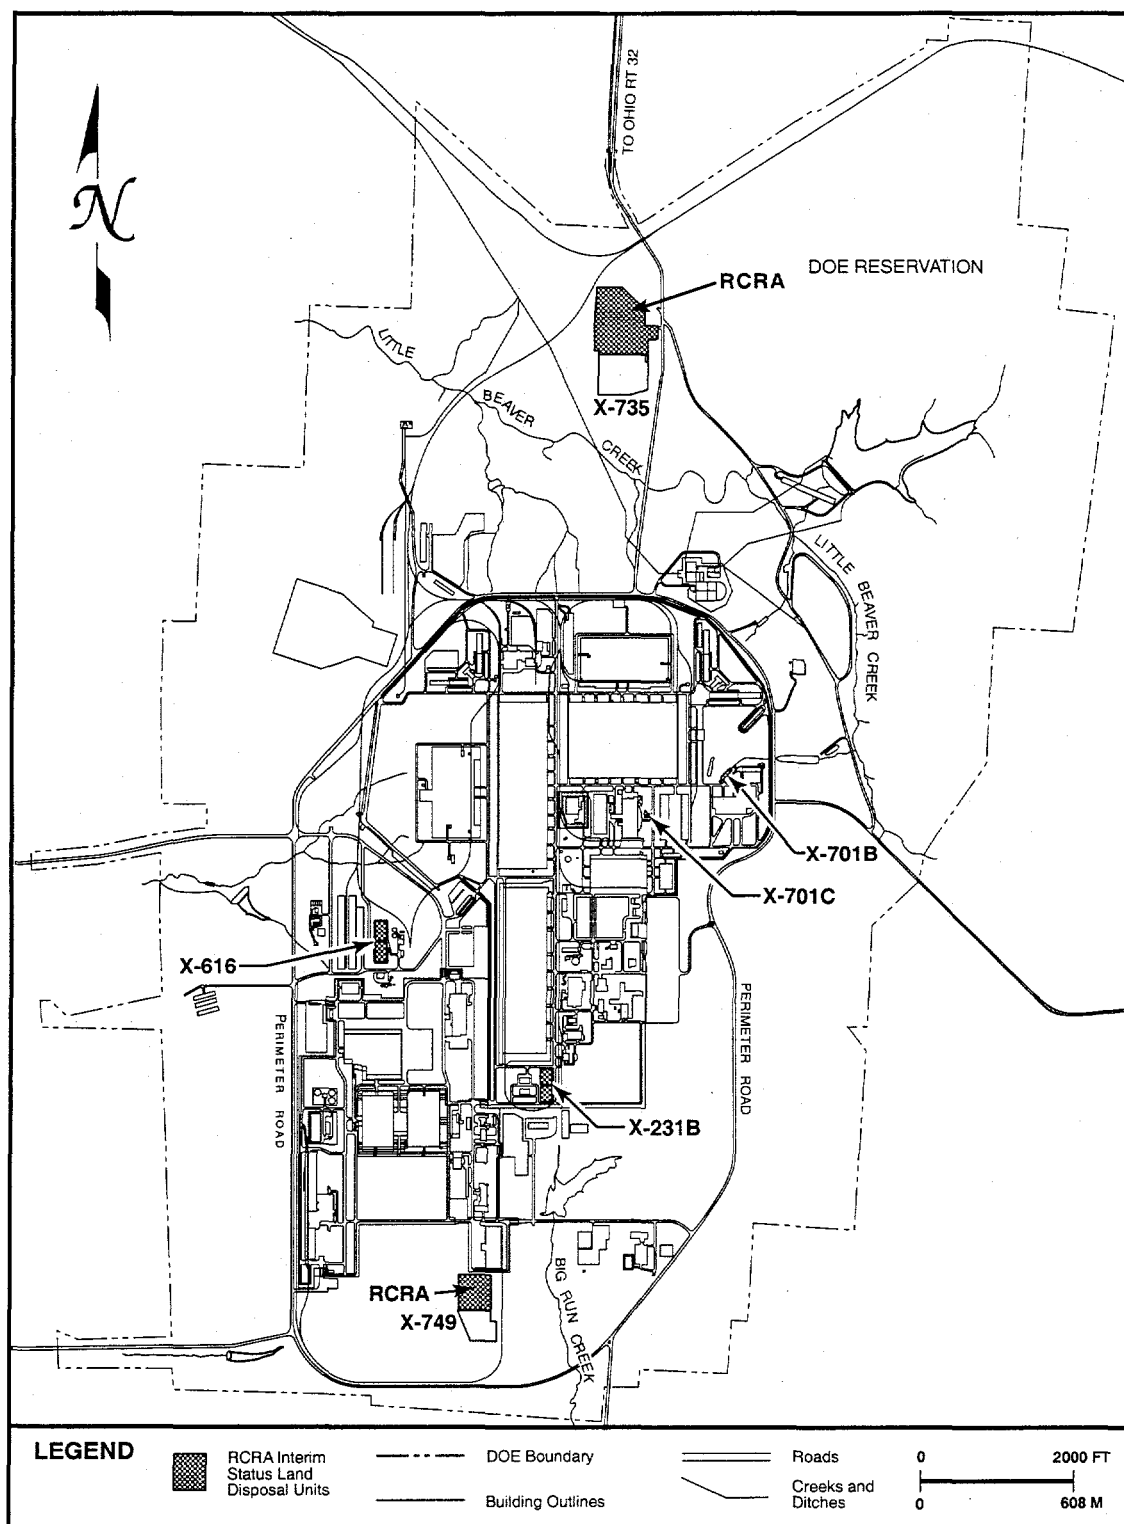 TO OHIO RT 32
N
DOE RESERVATION
RCRA
X-735
LITTLE
BEAVER
CREEK
LITTLE BEAVER CREEK
X-701B
X-701C
X-616
PERIMETER ROAD
PERIMETER ROAD
X-231B
BIG RUN CREEK
RCRA
X-749
LEGEND
RCRA Interim
Status Land
Disposal Units
DOE Boundary
Building Outlines
Roads
Creeks and
Ditches
0 2000 FT
0 608 M